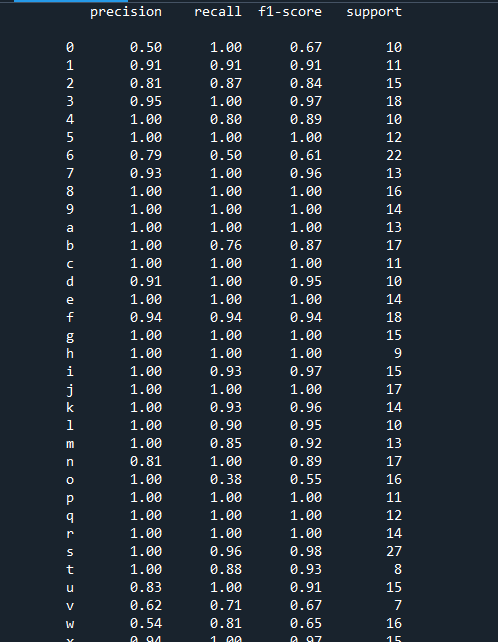 precision recall f1-score support
0 0.50 1.00 0.67 10
1 0.91 0.91 0.91 11
2 0.81 0.87 0.84 15
3 0.95 1.00 0.97 18
4 1.00 0.80 0.89 10
5 1.00 1.00 1.00 12
6 0.79 0.50 0.61 22
7 0.93 1.00 0.96 13
8 1.00 1.00 1.00 16
9 1.00 1.00 1.00 14
a 1.00 1.00 1.00 13
b 1.00 0.76 0.87 17
c 1.00 1.00 1.00 11
d 0.91 1.00 0.95 10
e 1.00 1.00 1.00 14
f 0.94 0.94 0.94 18
g 1.00 1.00 1.00 15
h 1.00 1.00 1.00 9
i 1.00 0.93 0.97 15
j 1.00 1.00 1.00 17
k 1.00 0.93 0.96 14
l 1.00 0.90 0.95 10
m 1.00 0.85 0.92 13
n 0.81 1.00 0.89 17
o 1.00 0.38 0.55 16
p 1.00 1.00 1.00 11
q 1.00 1.00 1.00 12
r 1.00 1.00 1.00 14
s 1.00 0.96 0.98 27
t 1.00 0.88 0.93 8
u 0.83 1.00 0.91 15
v 0.62 0.71 0.67 7
w 0.54 0.81 0.65 16
x 0.94 1.00 0.97 15